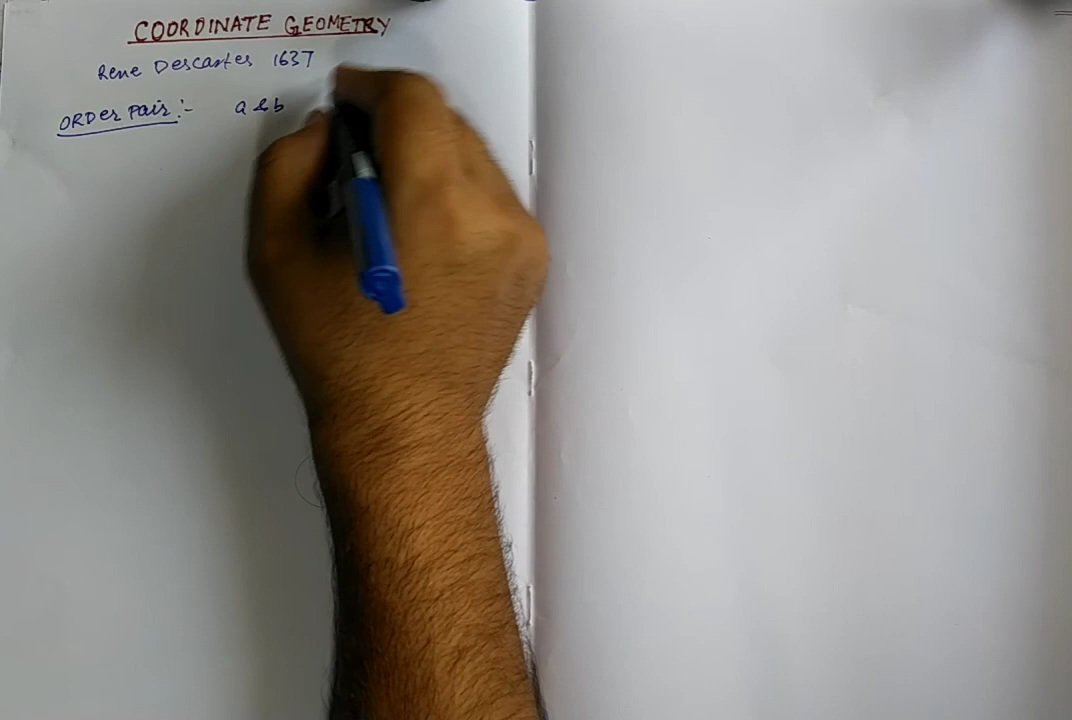 COORDINATE GEOMETRY
Rene Descartes 1637
ORDer Pair :- a & b